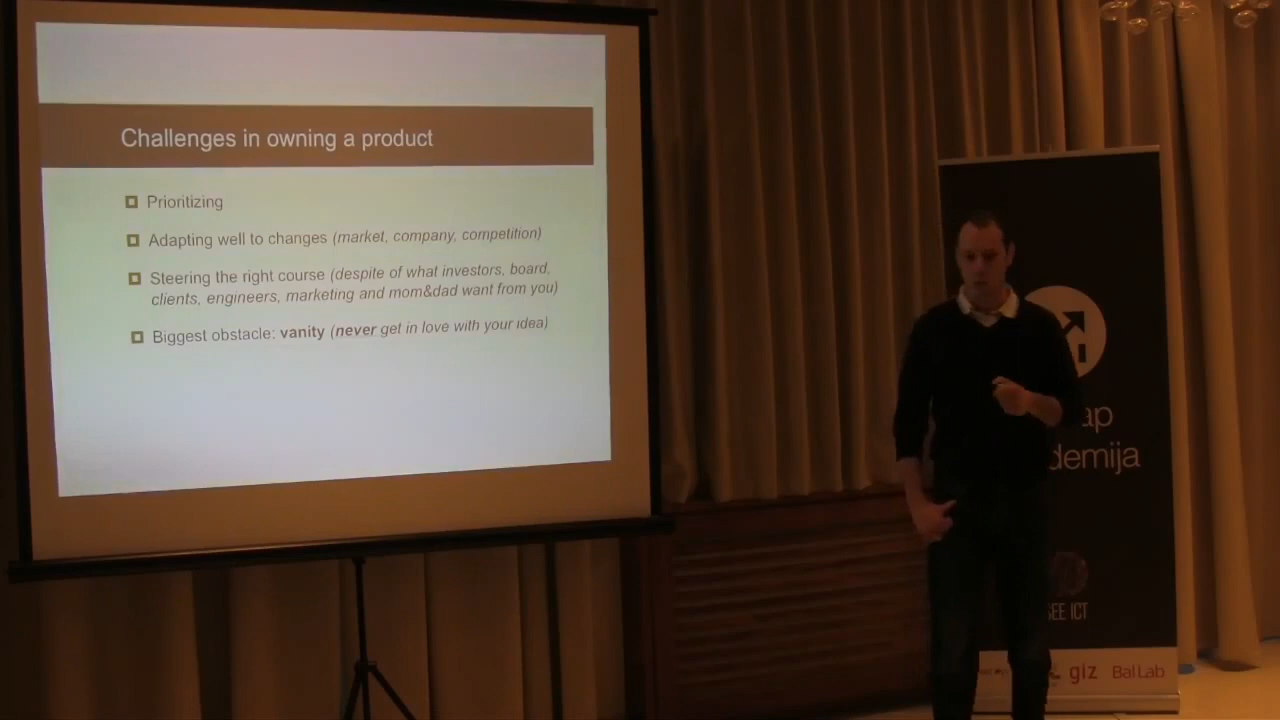 Challenges in owning a product
Prioritizing
Adapting well to changes (market, company, competition)
Steering the right course (despite of what investors, board,
clients, engineers, marketing and mom&dad want from you)
Biggest obstacle: vanity (never get in love with your idea)
ap
demija
SEE ICT
giz BalLab